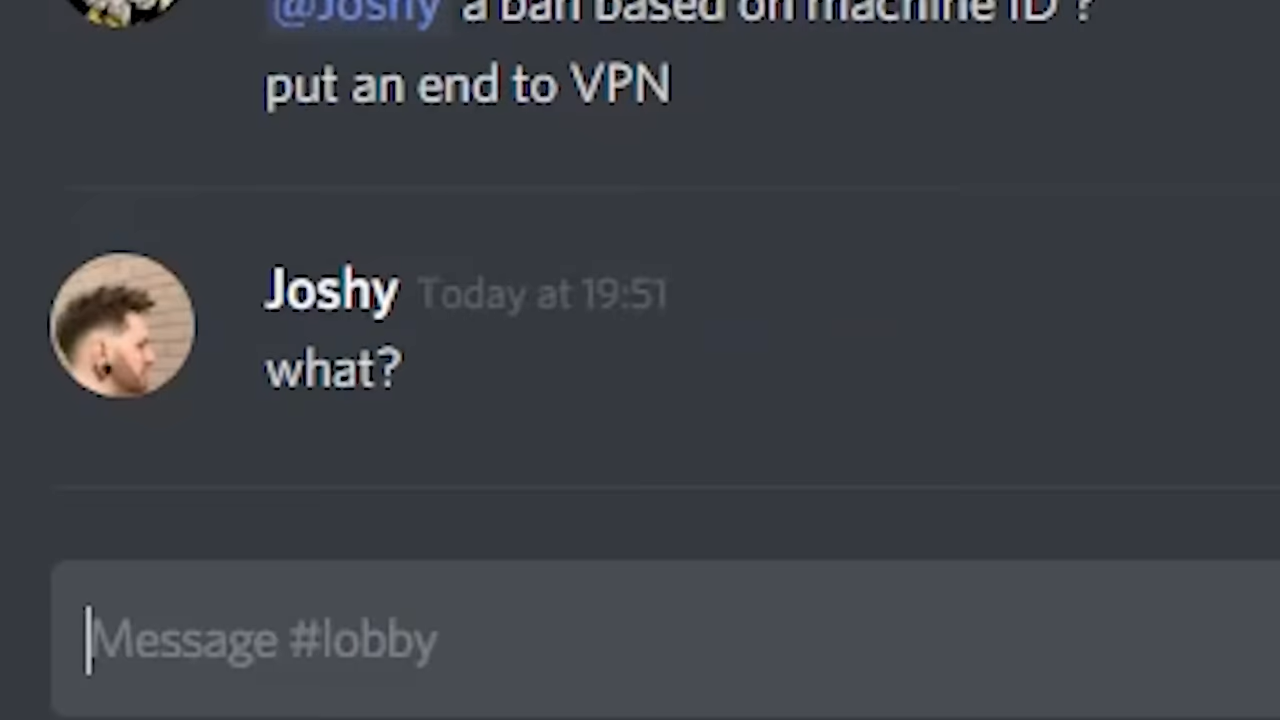 @Joshy a ban based on machine ID ?
put an end to VPN
Joshy Today at 19:51
what?
Message #lobby